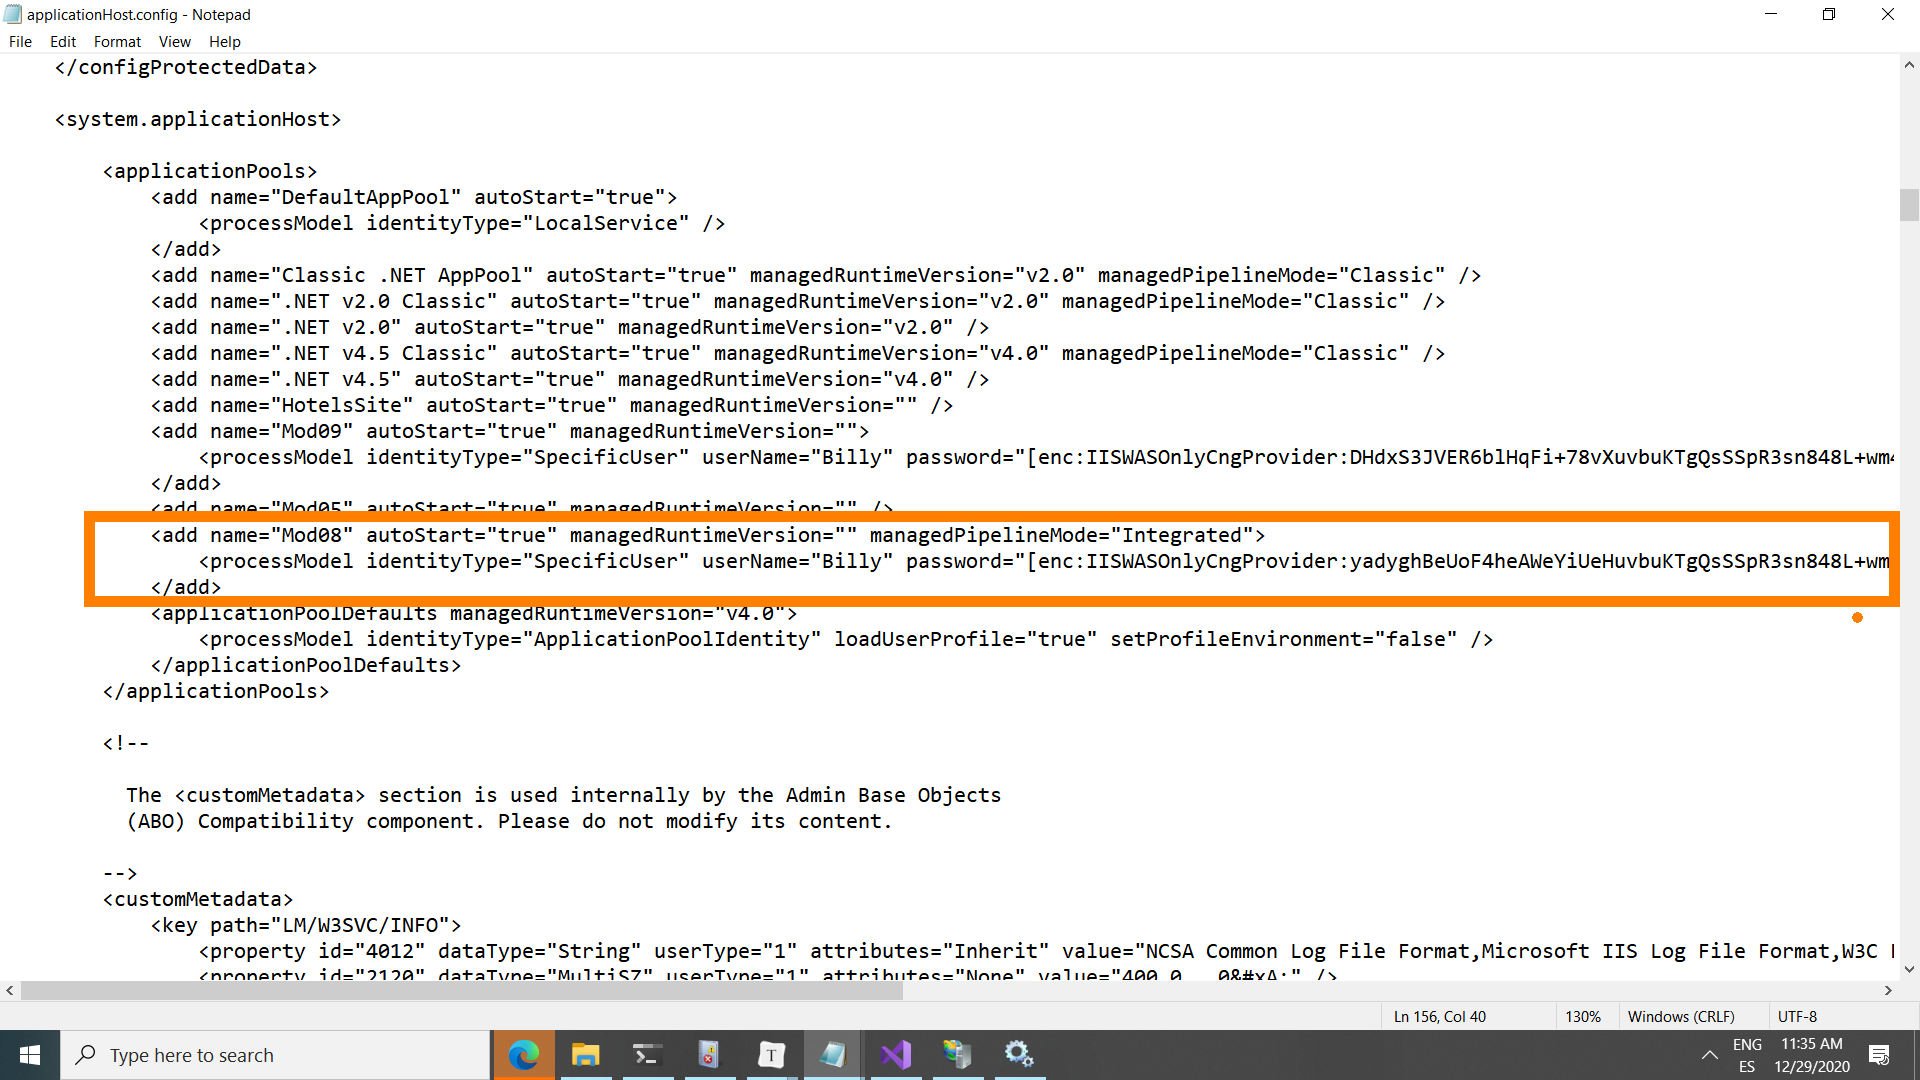 applicationHost.config - Notepad
File Edit Format View Help
</configProtectedData>
<system.applicationHost>
<applicationPools>
<add name="DefaultAppPool" autoStart="true">
<processModel identityType="LocalService" />
</add>
<add name="Classic .NET AppPool" autoStart="true" managedRuntimeVersion="v2.0" managedPipelineMode="Classic" />
<add name=".NET v2.0 Classic" autoStart="true" managedRuntimeVersion="v2.0" managedPipelineMode="Classic" />
<add name=".NET v2.0" autoStart="true" managedRuntimeVersion="v2.0" />
<add name=".NET v4.5 Classic" autoStart="true" managedRuntimeVersion="v4.0" managedPipelineMode="Classic" />
<add name=".NET v4.5" autoStart="true" managedRuntimeVersion="v4.0" />
<add name="HotelsSite" autoStart="true" managedRuntimeVersion="" />
<add name="Mod09" autoStart="true" managedRuntimeVersion="">
<processModel identityType="SpecificUser" userName="Billy" password="[enc:IISWASOnlyCngProvider:DHdxS3JVER6blHqFi+78vXuvbuKTgQsSSpR3sn848L+wm4
</add>
<add name="Mod05" autoStart="true" managedRuntimeVersion="" />
<add name="Mod08" autoStart="true" managedRuntimeVersion="" managedPipelineMode="Integrated">
<processModel identityType="SpecificUser" userName="Billy" password="[enc:IISWASOnlyCngProvider:yadyghBeUoF4heAWeYiUeHuvbuKTgQsSSpR3sn848L+wm
</add>
<applicationPoolDefaults managedRuntimeVersion="v4.0">
<processModel identityType="ApplicationPoolIdentity" loadUserProfile="true" setProfileEnvironment="false" />
</applicationPoolDefaults>
</applicationPools>
<!--
The <customMetadata> section is used internally by the Admin Base Objects
(ABO) Compatibility component. Please do not modify its content.
-->
<customMetadata>
<key path="LM/W3SVC/INFO">
<property id="4012" dataType="String" userType="1" attributes="Inherit" value="NCSA Common Log File Format,Microsoft IIS Log File Format,W3C
<property id="2120" dataType="MultiSZ" userType="1" attributes="None" value="400,0,,,0&#xA;" />
Ln 156, Col 40 130% Windows (CRLF) UTF-8
Type here to search
T
ENG 11:35 AM
ES 12/29/2020